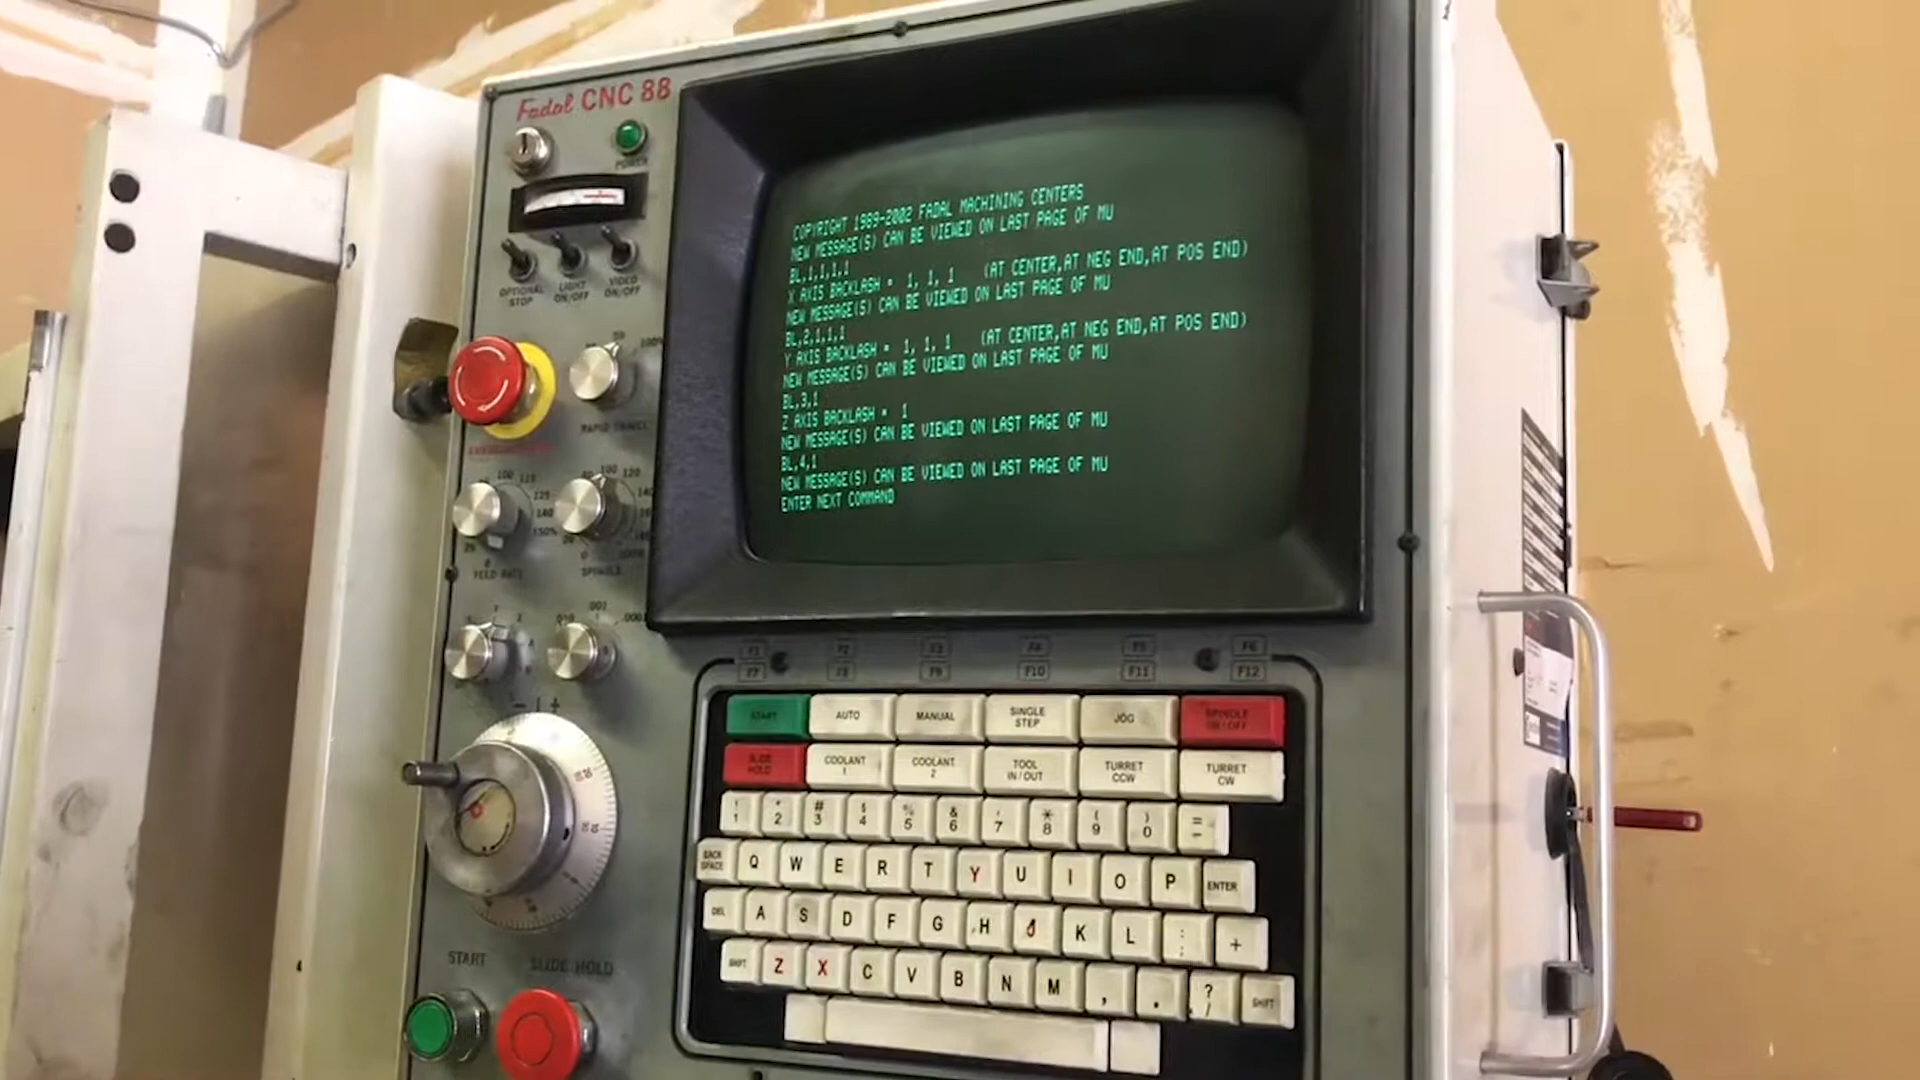 Fadal CNC 88
POWER
OPTIONAL STOP
LIGHT ON/OFF
VIDEO ON/OFF
COPYRIGHT 1989-2002 FADAL MACHINING CENTERS
NEW MESSAGE(S) CAN BE VIEWED ON LAST PAGE OF MU
BL,1,1,1,1
X AXIS BACKLASH = 1, 1, 1 (AT CENTER,AT NEG END,AT POS END)
NEW MESSAGE(S) CAN BE VIEWED ON LAST PAGE OF MU
BL,2,1,1,1
Y AXIS BACKLASH = 1, 1, 1 (AT CENTER,AT NEG END,AT POS END)
NEW MESSAGE(S) CAN BE VIEWED ON LAST PAGE OF MU
BL,3,1
Z AXIS BACKLASH = 1
NEW MESSAGE(S) CAN BE VIEWED ON LAST PAGE OF MU
BL,4,1
NEW MESSAGE(S) CAN BE VIEWED ON LAST PAGE OF MU
ENTER NEXT COMMAND
RAPID TRAVEL
FEED RATE
SPINDLE
F1 F2 F3 F4 F5 F6
F7 F8 F9 F10 F11 F12
START AUTO MANUAL SINGLE STEP JOG SPINDLE ON/OFF
SLIDE HOLD COOLANT 1 COOLANT 2 TOOL IN/OUT TURRET CCW TURRET CW
! " # $ % & ' * ( ) =
1 2 3 4 5 6 7 8 9 0 -
BACK SPACE Q W E R T Y U I O P ENTER
DEL A S D F G H J K L : ; +
SHIFT Z X C V B N M , . ? / SHIFT
START
SLIDE HOLD